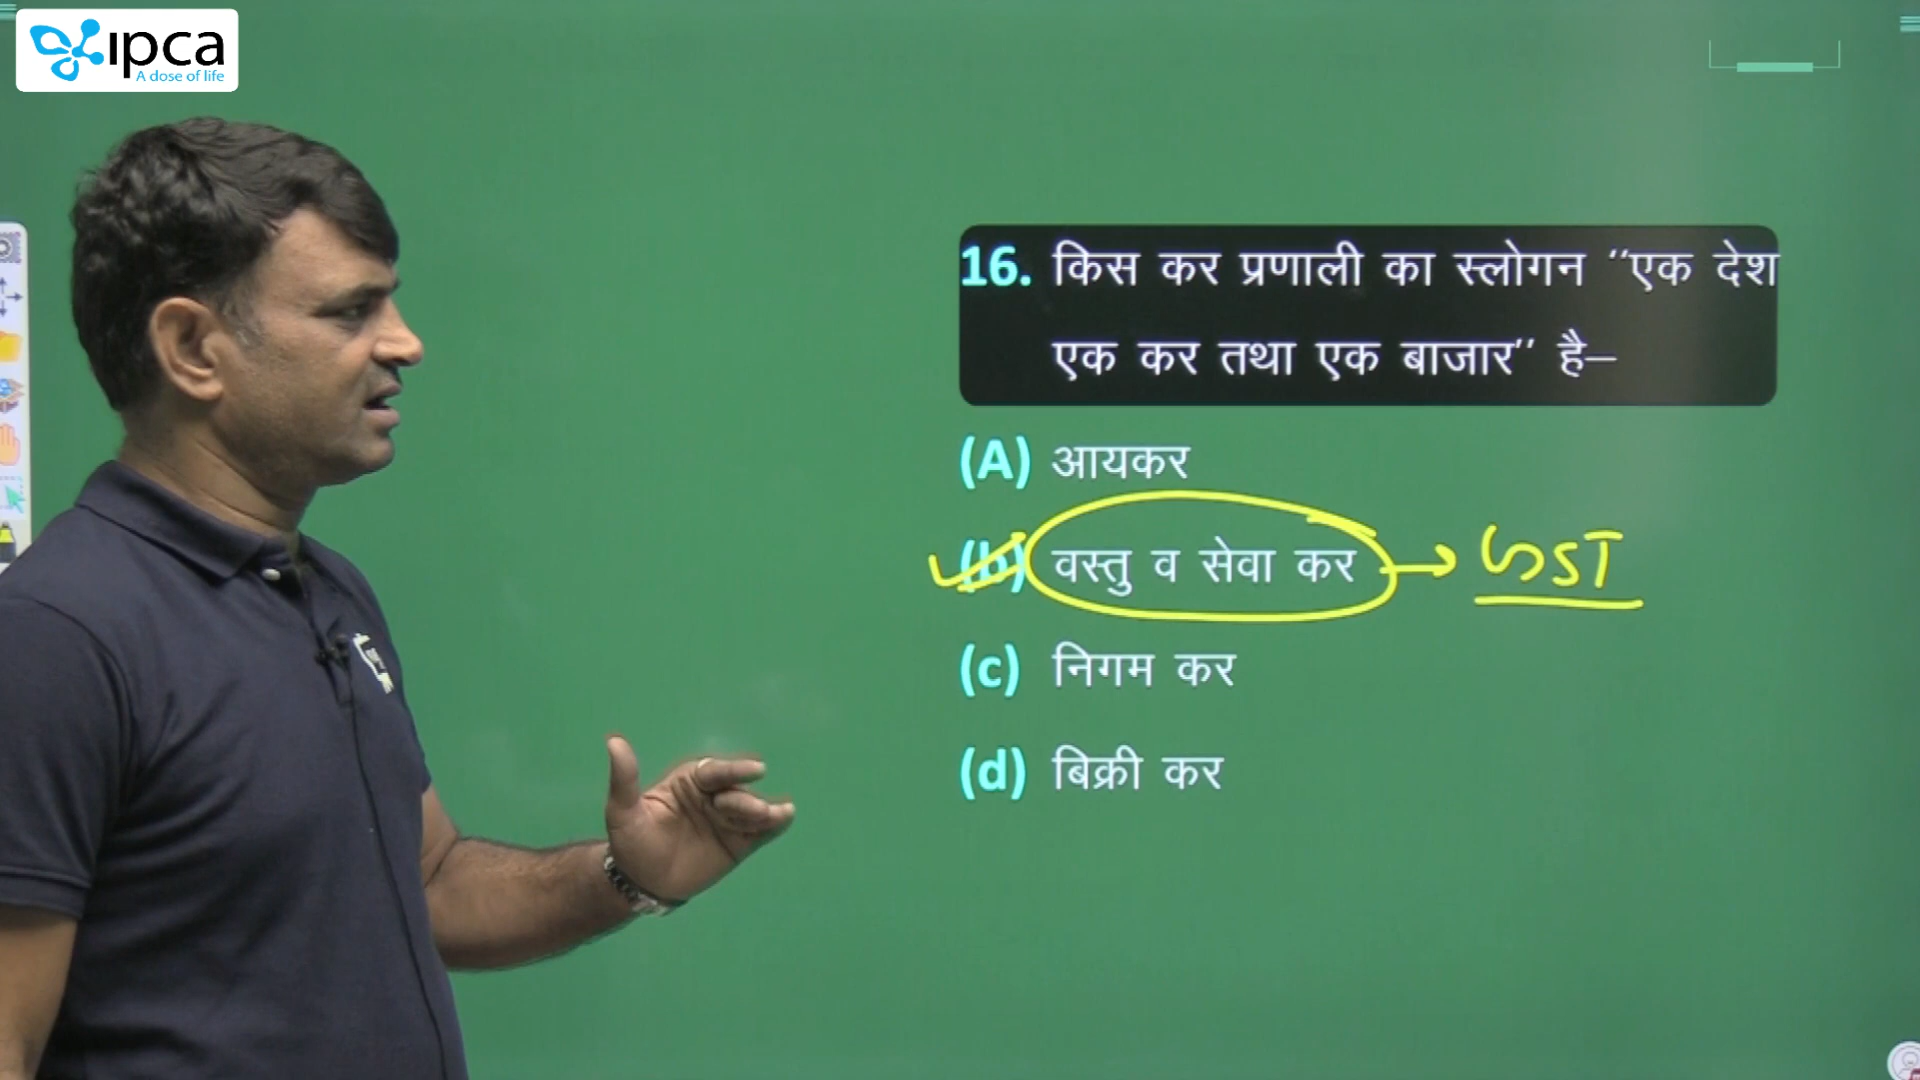 ipca
A dose of life
16. किस कर प्रणाली का स्लोगन ‘‘एक देश
एक कर तथा एक बाजार’’ है–
(A) आयकर
(b) वस्तु व सेवा कर → GST
(c) निगम कर
(d) बिक्री कर